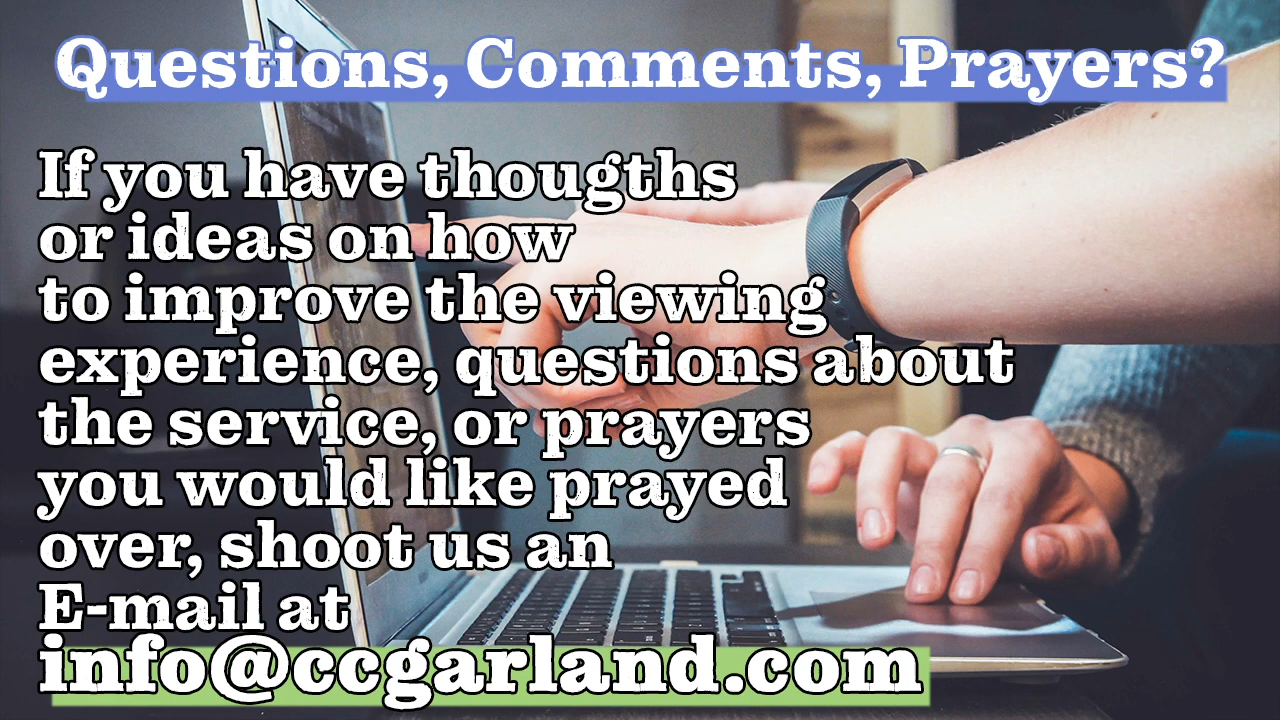 Questions, Comments, Prayers?
If you have thougths
or ideas on how
to improve the viewing
experience, questions about
the service, or prayers
you would like prayed
over, shoot us an
E-mail at
info@ccgarland.com